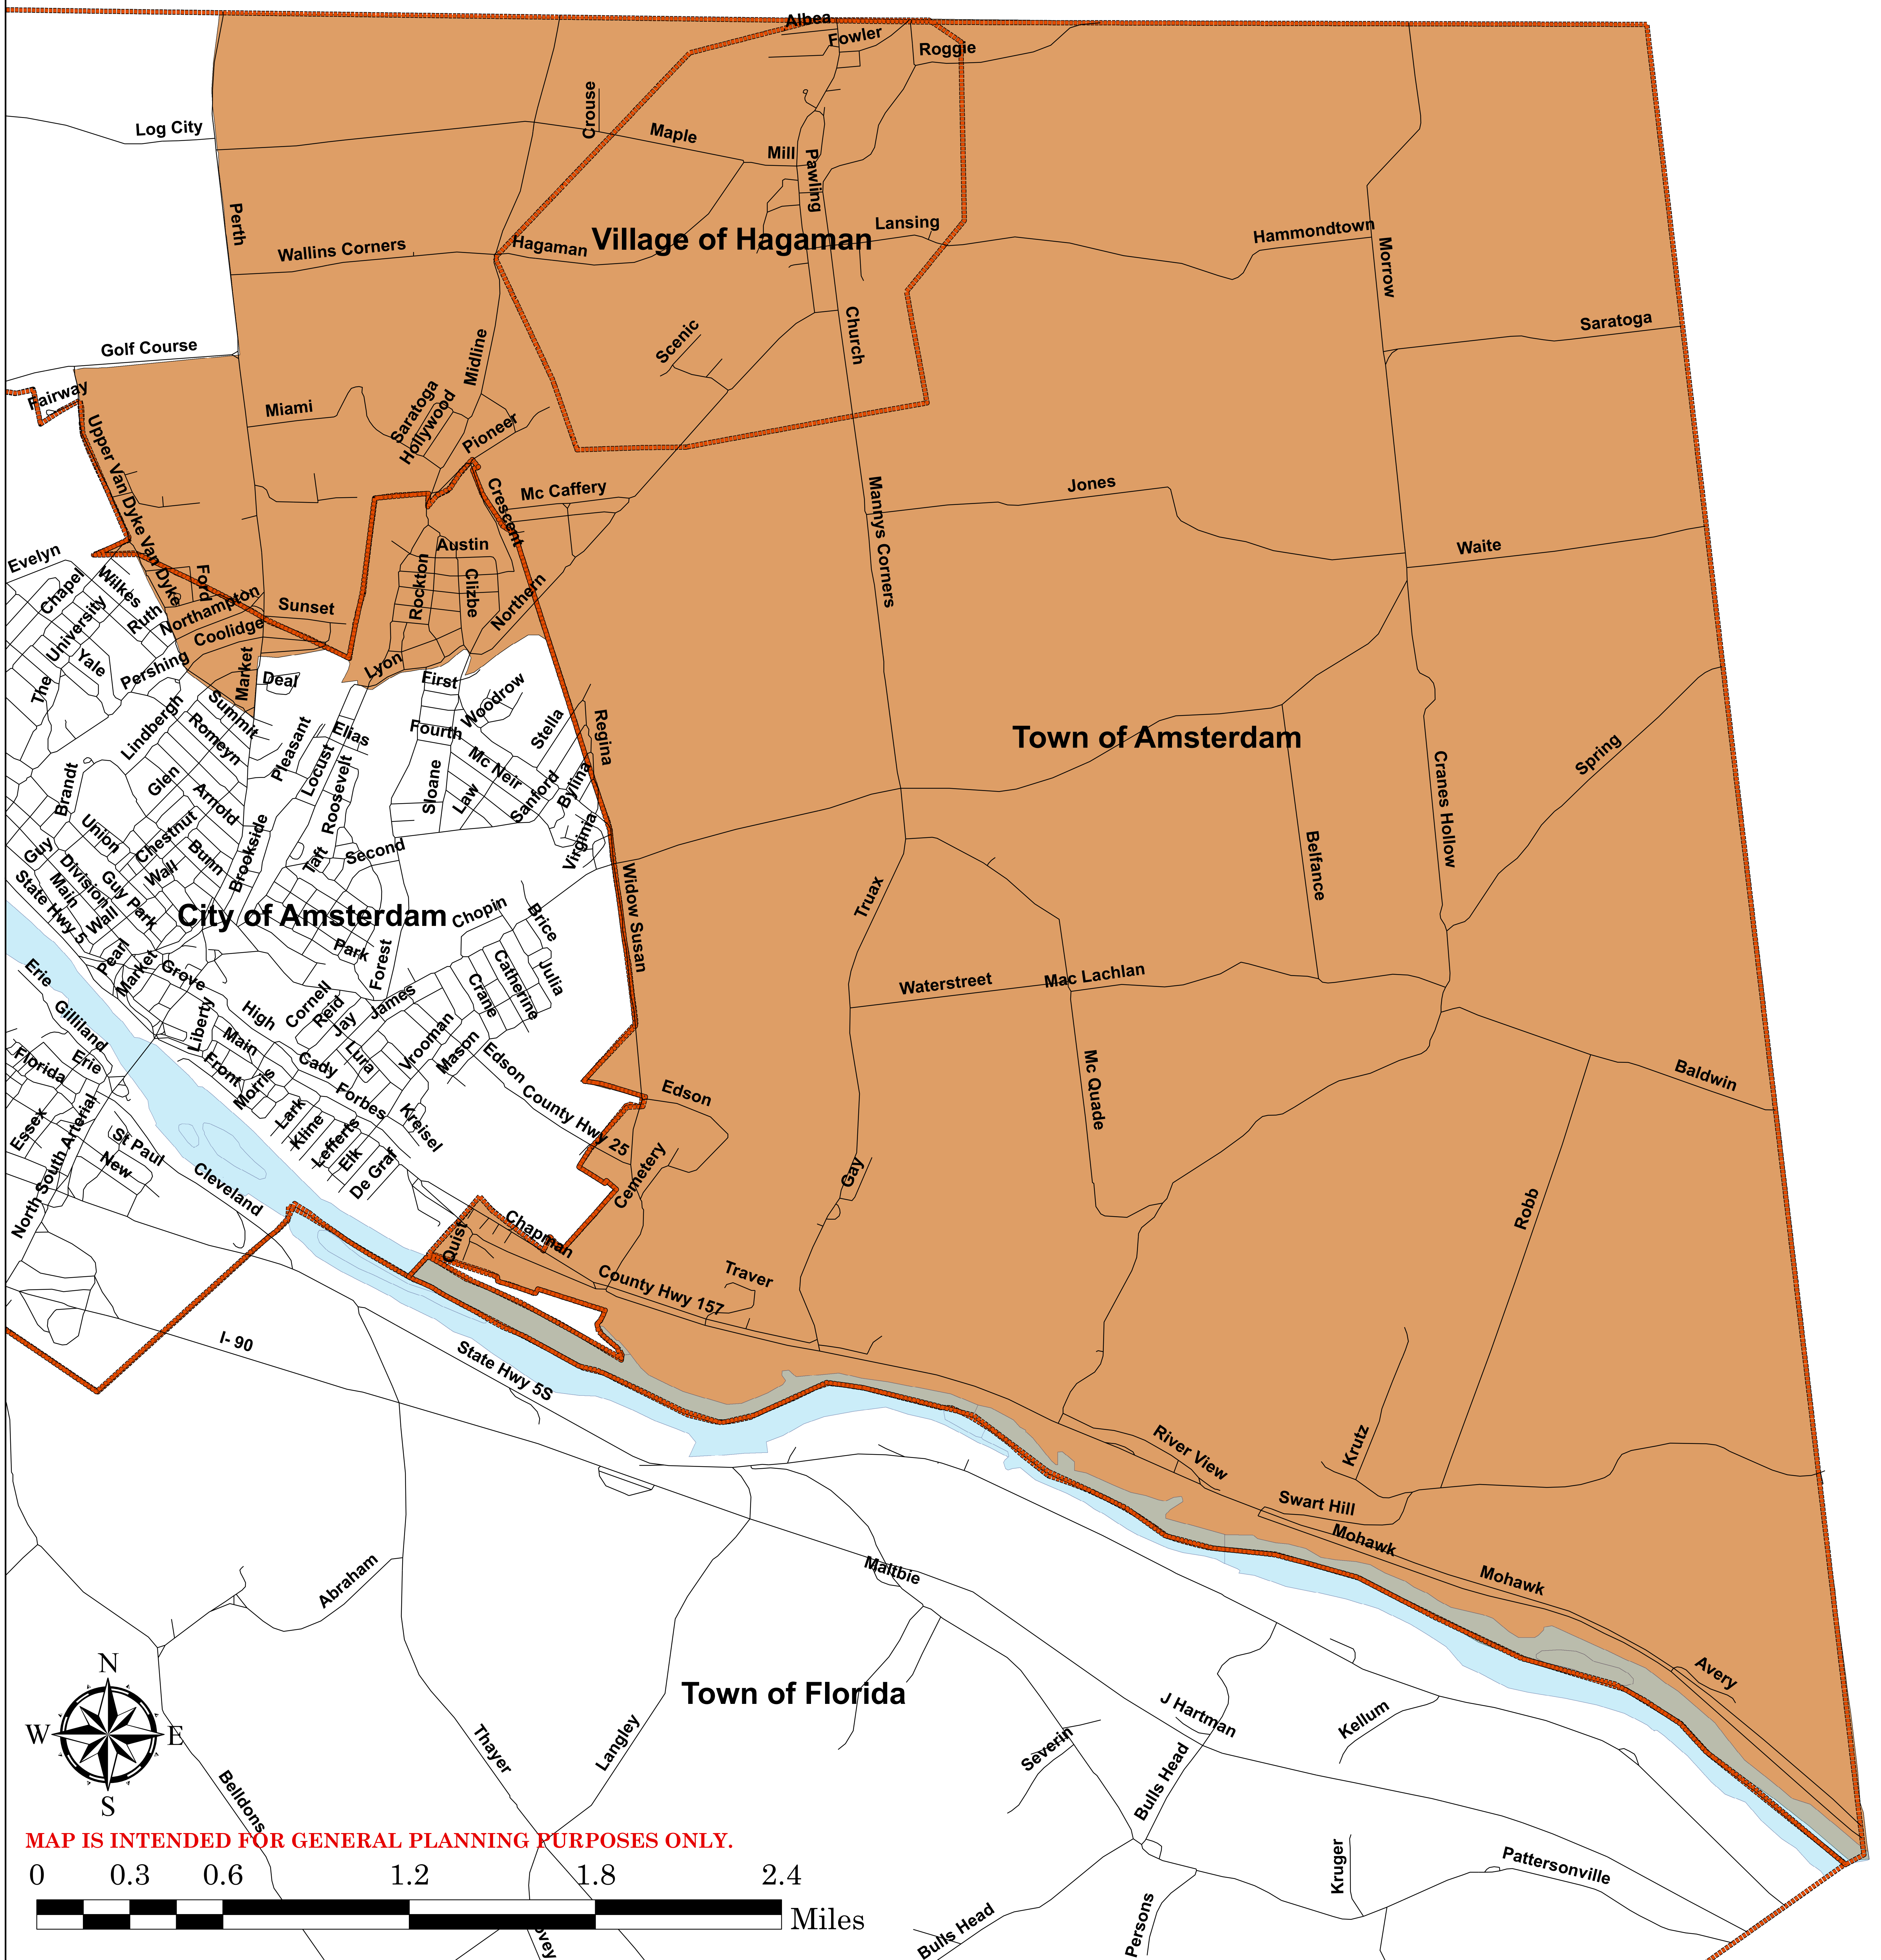 Albea
Fowler
Roggie
Crouse
Log City
Maple
Mill
Pawling
Perth
Lansing
Village of Hagaman
Hagaman
Wallins Corners
Hammondtown
Morrow
Saratoga
Church
Scenic
Golf Course
Midline
Fairway
Miami
Saratoga
Hollywood
Pioneer
Upper Van Dyke
Van Dyke
Mc Caffery
Crescent
Mannys Corners
Jones
Waite
Evelyn
Austin
Rockton
Clizbe
Northern
Chapel
Wilkes
Ford
University
Ruth
Northampton
Sunset
Coolidge
Yale
Pershing
The
Market
Deal
Lyon
First
Woodrow
Lindbergh
Summit
Romeyn
Pleasant
Elias
Fourth
Stella
Regina
Town of Amsterdam
Spring
Locust
Mc Neir
Brandt
Glen
Arnold
Roosevelt
Sloane
Law
Sanford
Bylina
Cranes Hollow
Union
Chestnut
Bunn
Brookside
Taft
Second
Virginia
Belfance
Guy
Division
Wall
Main
Guy Park
State Hwy 5
Wall
City of Amsterdam
Chopin
Brice
Widow Susan
Truax
Pearl
Market
Grove
Park
Forest
Catherine
Julia
Crane
Waterstreet
Mac Lachlan
Erie
Gilliland
Liberty
High
Cornell
Reid
Jay
James
Main
Lura
Vrooman
Mason
Edson
Florida
Erie
Front
Cady
Morris
Forbes
County Hwy 25
Edson
Mc Quade
Baldwin
Essex
North South Arterial
St Paul
New
Lark
Kline
Lefferts
Elk
De Graf
Kreisel
Cleveland
Cemetery
Gay
Robb
Quist
Chapman
County Hwy 157
Traver
I- 90
State Hwy 5S
River View
Krutz
Swart Hill
Mohawk
Mohawk
Maltbie
Abraham
Avery
Town of Florida
Thayer
Langley
J Hartman
Kellum
Severin
Bulls Head
Belldons
N
W
E
S
MAP IS INTENDED FOR GENERAL PLANNING PURPOSES ONLY.
0 0.3 0.6 1.2 1.8 2.4
Miles
Kruger
Pattersonville
Persons
Bulls Head